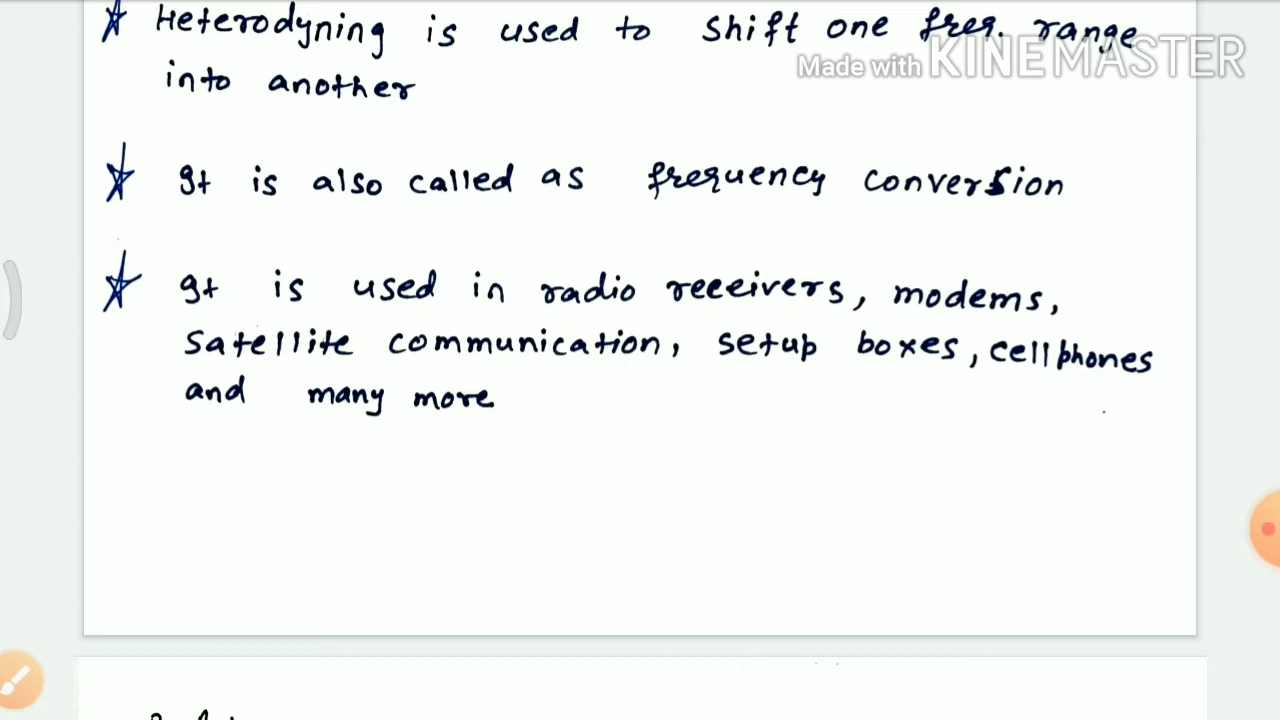 ★ Heterodyning is used to shift one freq. range
Made with KINEMASTER
into another
★ It is also called as frequency conversion
★ It is used in radio receivers, modems,
satellite communication, setup boxes, cellphones
and many more